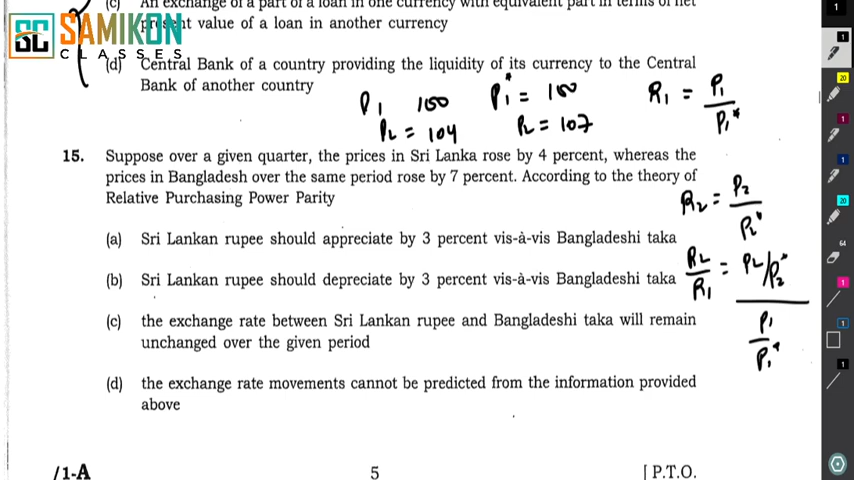 (c) An exchange of a part of a loan in one currency with equivalent part in terms of net
present value of a loan in another currency
SC SAMIKON
CLASSES
(d) Central Bank of a country providing the liquidity of its currency to the Central
Bank of another country
P1 100 P1* = 100 R1 = P1/P1*
P2 = 104 P2 = 107
15. Suppose over a given quarter, the prices in Sri Lanka rose by 4 percent, whereas the
prices in Bangladesh over the same period rose by 7 percent. According to the theory of
Relative Purchasing Power Parity
R2 = P2/P2*
(a) Sri Lankan rupee should appreciate by 3 percent vis-à-vis Bangladeshi taka
(b) Sri Lankan rupee should depreciate by 3 percent vis-à-vis Bangladeshi taka
R2/R1 = P2/P2*
P1/P1*
(c) the exchange rate between Sri Lankan rupee and Bangladeshi taka will remain
unchanged over the given period
(d) the exchange rate movements cannot be predicted from the information provided
above
/1-A 5 [ P.T.O.